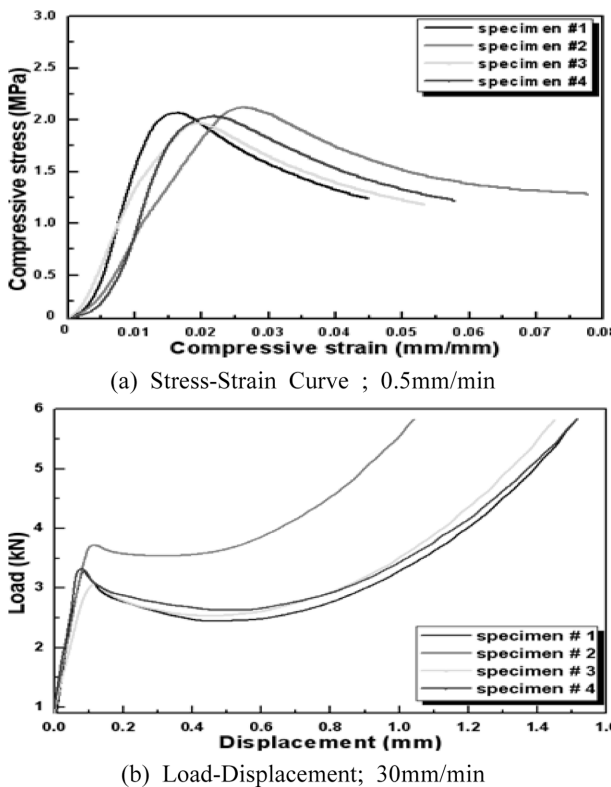 3.0
2.5
2.0
1.5
1.0
0.5
0
Compressive stress (MPa)
specimen #1
specimen #2
specimen #3
specimen #4
0 0.01 0.02 0.03 0.04 0.05 0.06 0.07 0.08
Compressive strain (mm/mm)
(a) Stress-Strain Curve ; 0.5mm/min
6
5
4
3
2
1
Load (kN)
specimen # 1
specimen # 2
specimen # 3
specimen # 4
0.0 0.2 0.4 0.6 0.8 1.0 1.2 1.4 1.6
Displacement (mm)
(b) Load-Displacement; 30mm/min